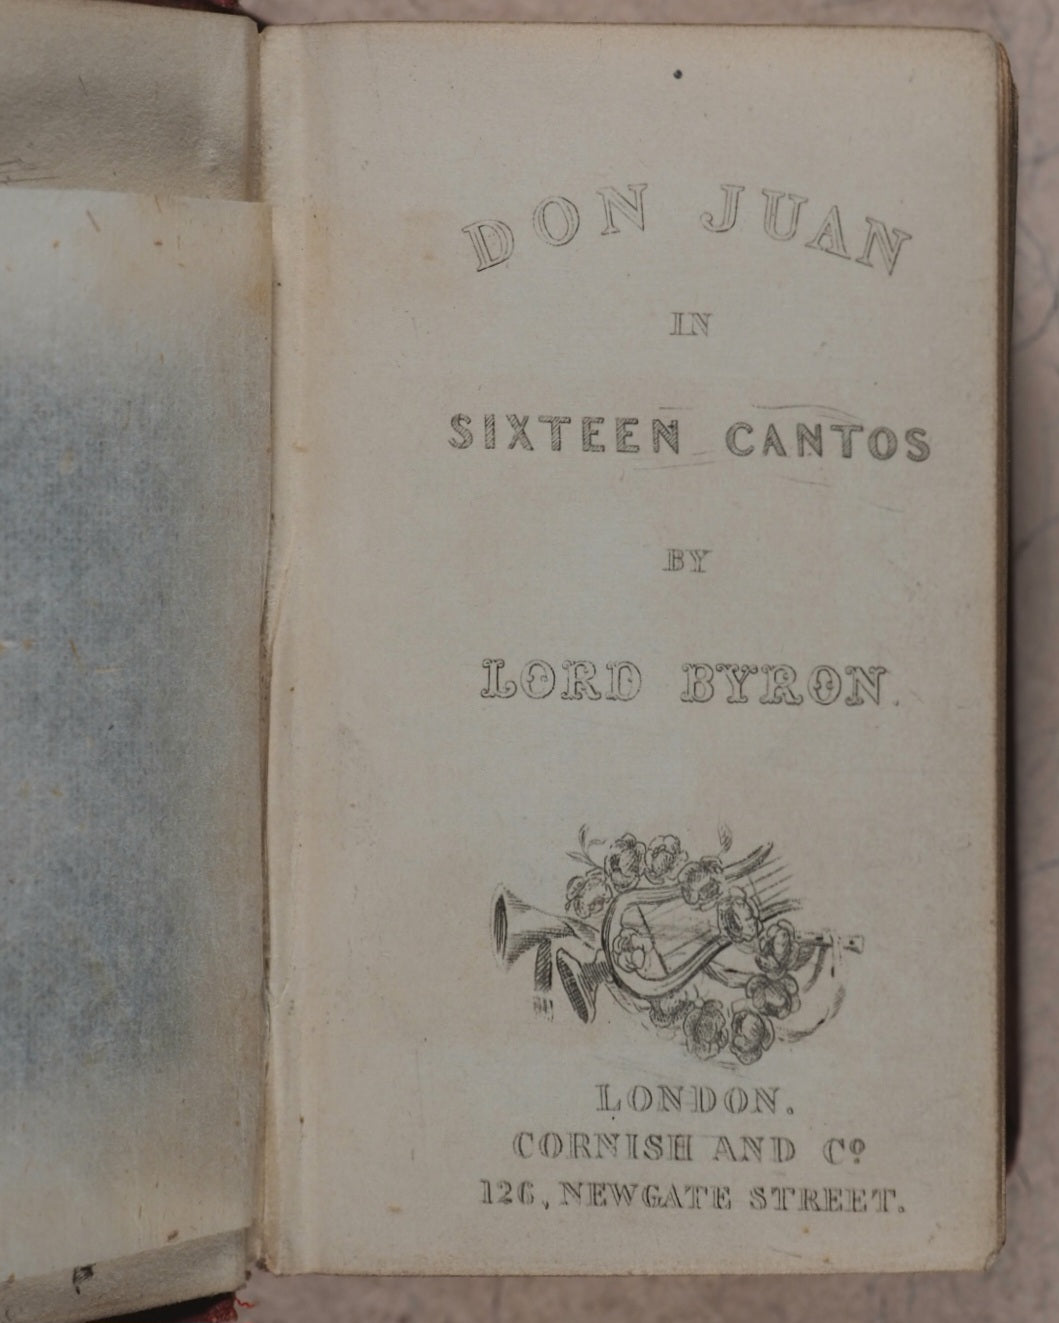 DON JUAN
IN
SIXTEEN CANTOS
BY
LORD BYRON.
LONDON.
CORNISH AND Cº
126, NEWGATE STREET.